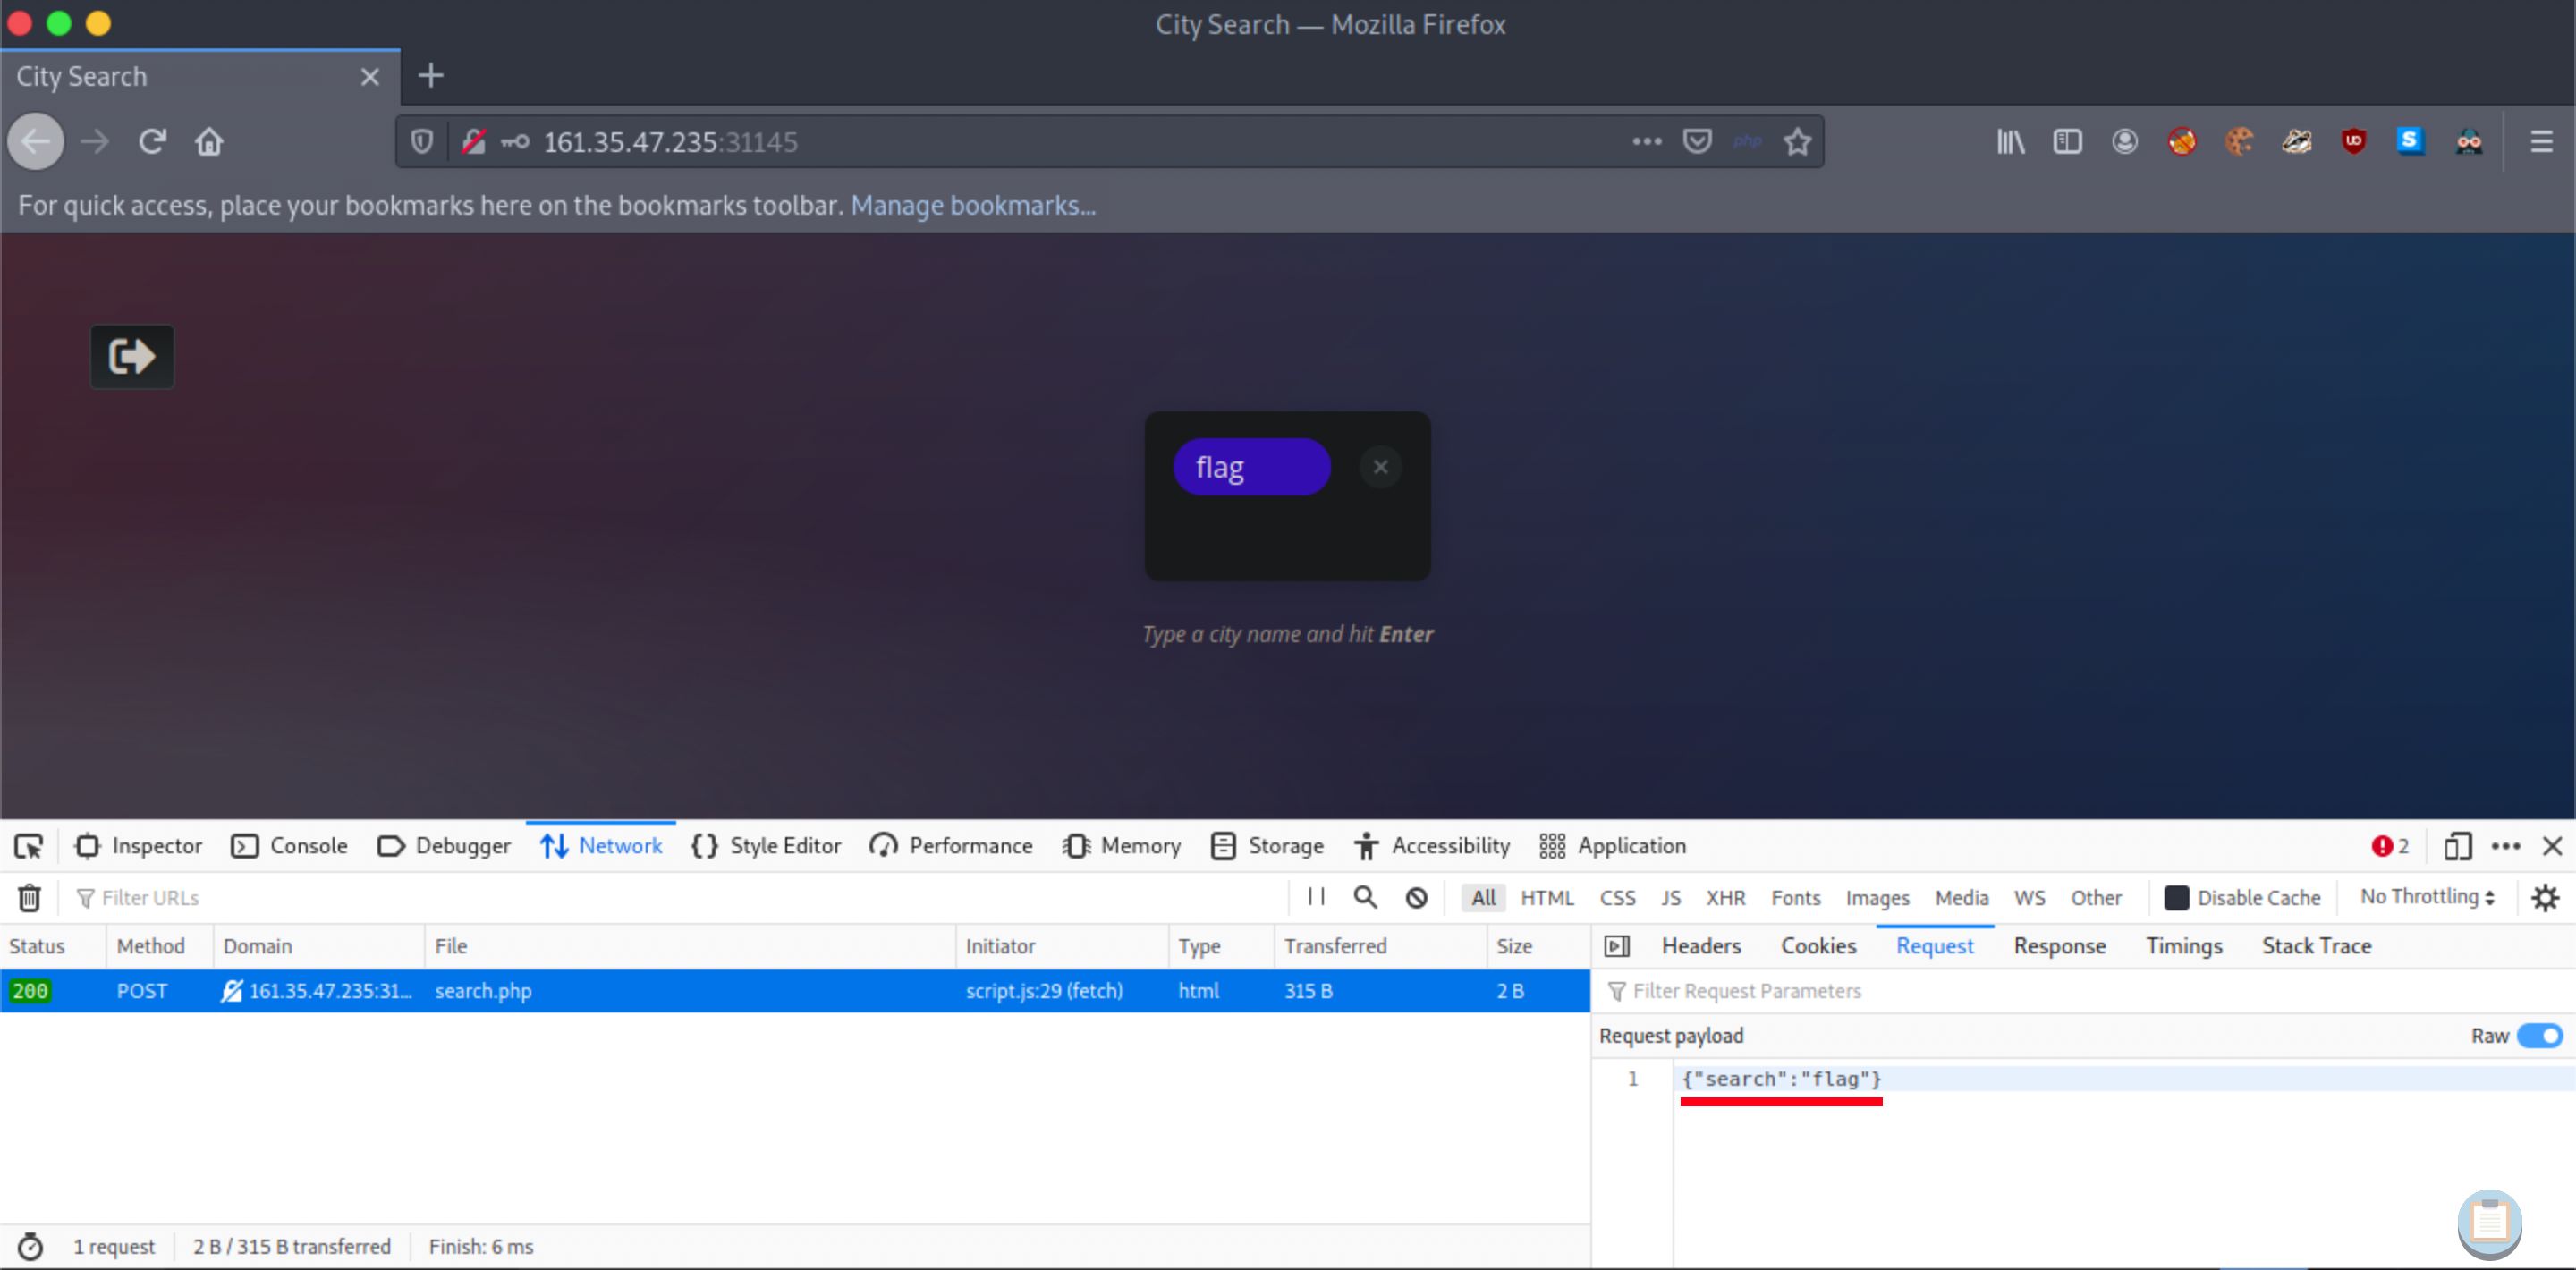 City Search — Mozilla Firefox
City Search
161.35.47.235:31145
php
For quick access, place your bookmarks here on the bookmarks toolbar. Manage bookmarks...
flag
Type a city name and hit Enter
Inspector Console Debugger Network Style Editor Performance Memory Storage Accessibility Application 2
Filter URLs All HTML CSS JS XHR Fonts Images Media WS Other Disable Cache No Throttling
Status Method Domain File Initiator Type Transferred Size
200 POST 161.35.47.235:31... search.php script.js:29 (fetch) html 315 B 2 B
Headers Cookies Request Response Timings Stack Trace
Filter Request Parameters
Request payload Raw
1 {"search":"flag"}
1 request 2 B / 315 B transferred Finish: 6 ms